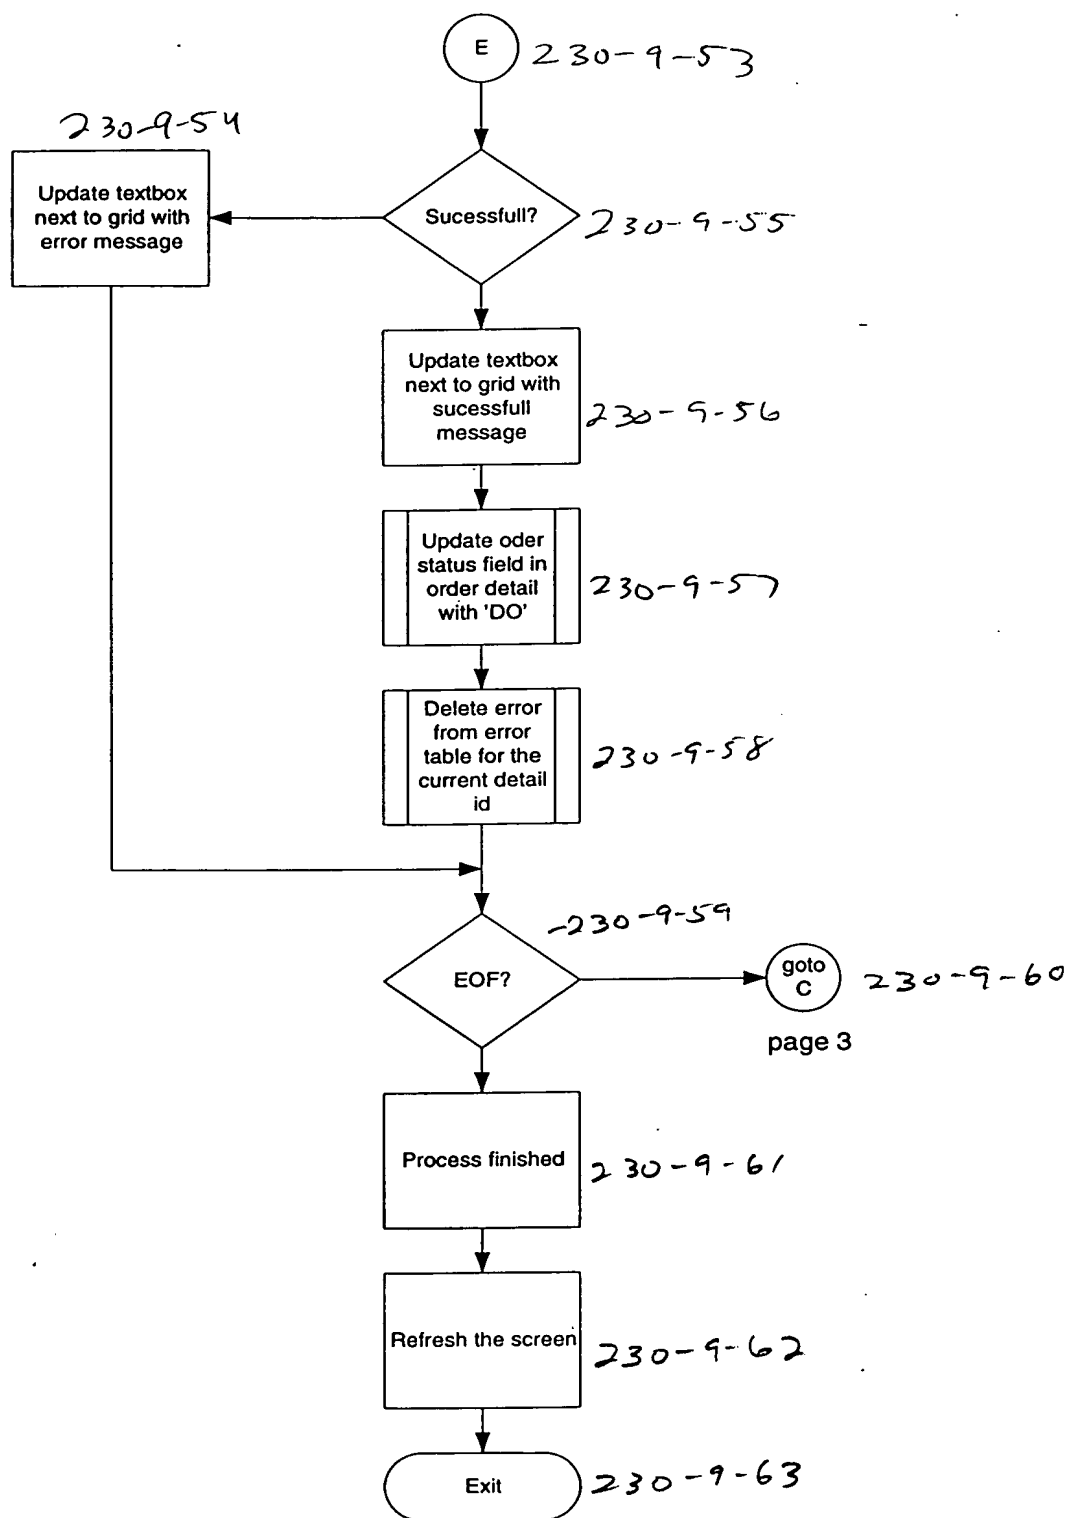 E
230-9-53
230-9-54
Update textbox
next to grid with
error message
Sucessfull?
230-9-55
Update textbox
next to grid with
sucessfull
message
230-9-56
Update oder
status field in
order detail
with 'DO'
230-9-57
Delete error
from error
table for the
current detail
id
230-9-58
-230-9-59
EOF?
goto
C
230-9-60
page 3
Process finished
230-9-61
Refresh the screen
230-9-62
Exit
230-9-63